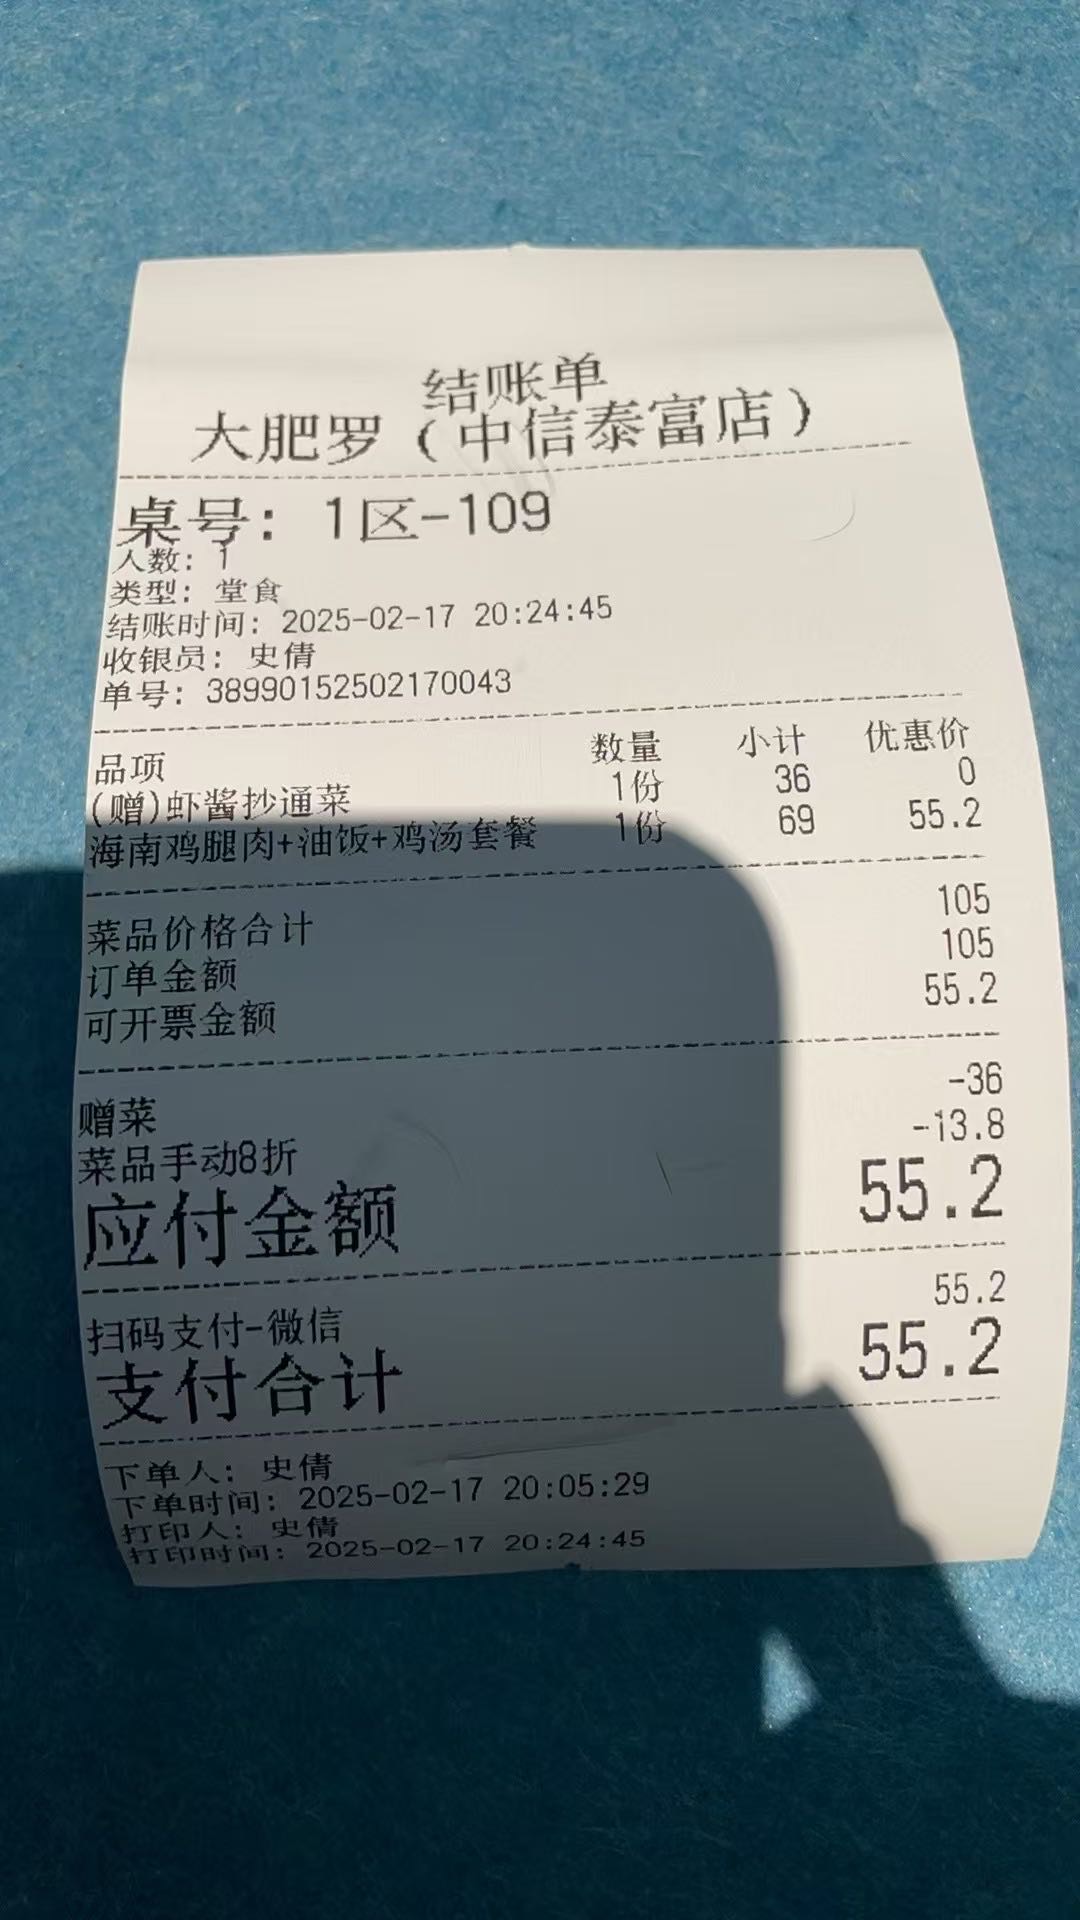 结账单
大肥罗(中信泰富店)
桌号: 1区-109
人数: 1
类型: 堂食
结账时间: 2025-02-17 20:24:45
收银员: 史倩
单号: 38990152502170043
品项 数量 小计 优惠价
(赠)虾酱抄通菜 1份 36 0
海南鸡腿肉+油饭+鸡汤套餐 1份 69 55.2
菜品价格合计 105
订单金额 105
可开票金额 55.2
赠菜 -36
菜品手动8折 -13.8
应付金额 55.2
扫码支付-微信 55.2
支付合计 55.2
下单人: 史倩
下单时间: 2025-02-17 20:05:29
打印人: 史倩
打印时间: 2025-02-17 20:24:45